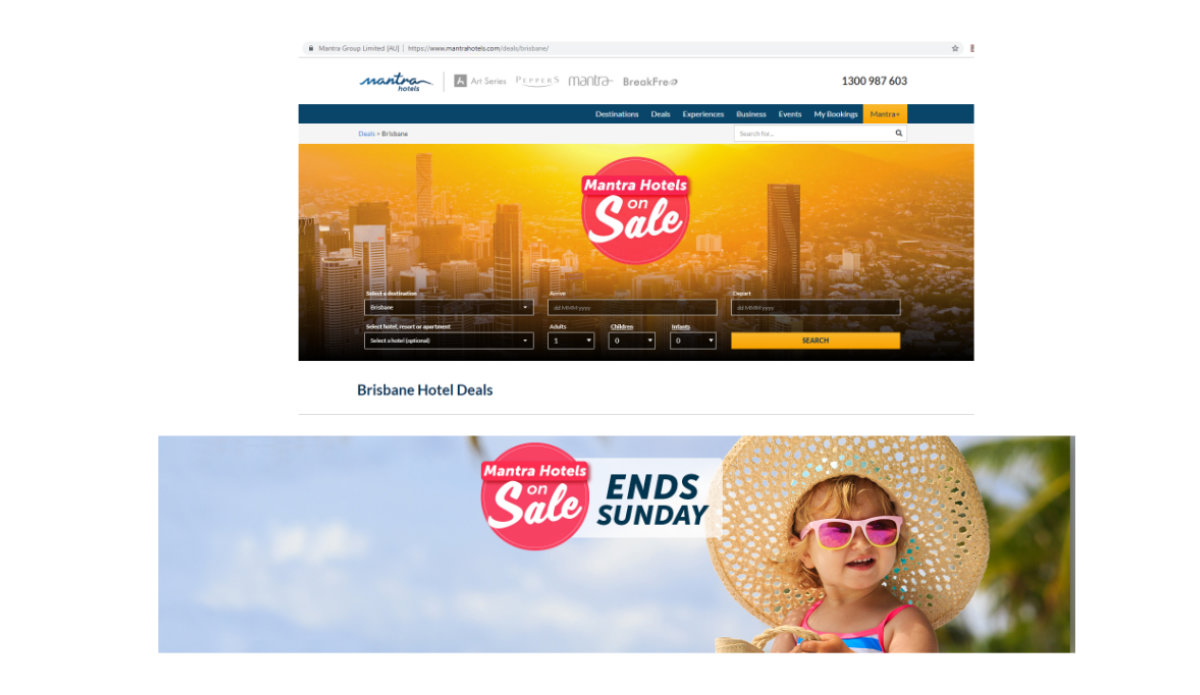 Mantra Group Limited [AU] | https://www.mantrahotels.com/deals/brisbane/
mantra hotels
A Art Series PEPPERS mantra BreakFree
1300 987 603
Destinations Deals Experiences Business Events My Bookings Mantra+
Deals > Brisbane
Search for...
Mantra Hotels
on
Sale
Select a destination Arrive Depart
Brisbane dd MMM yyyy dd MMM yyyy
Select hotel, resort or apartment Adults Children Infants
Select a hotel (optional) 1 0 0 SEARCH
Brisbane Hotel Deals
Mantra Hotels
on
Sale
ENDS
SUNDAY